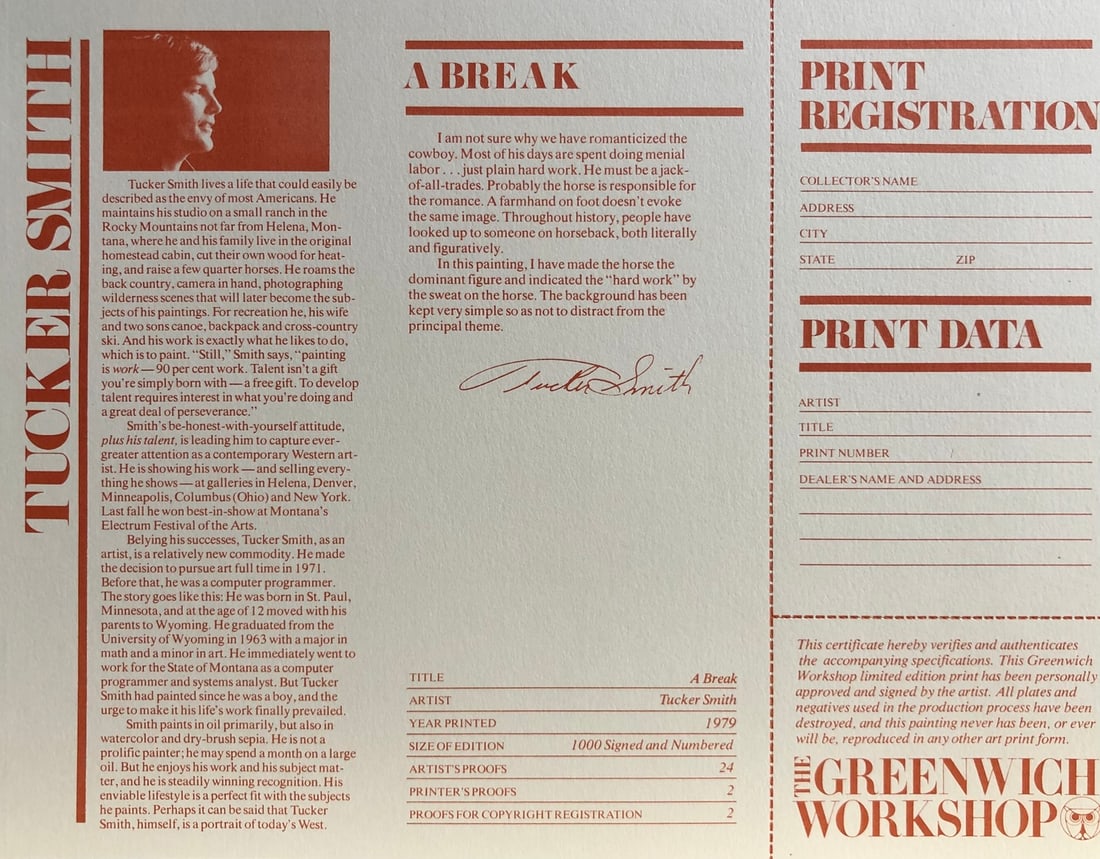 TUCKER SMITH
Tucker Smith lives a life that could easily be
described as the envy of most Americans. He
maintains his studio on a small ranch in the
Rocky Mountains not far from Helena, Mon-
tana, where he and his family live in the original
homestead cabin, cut their own wood for heat-
ing, and raise a few quarter horses. He roams the
back country, camera in hand, photographing
wilderness scenes that will later become the sub-
jects of his paintings. For recreation he, his wife
and two sons canoe, backpack and cross-country
ski. And his work is exactly what he likes to do,
which is to paint. “Still,” Smith says, “painting
is work — 90 per cent work. Talent isn't a gift
you're simply born with — a free gift. To develop
talent requires interest in what you're doing and
a great deal of perseverance.”
Smith's be-honest-with-yourself attitude,
plus his talent, is leading him to capture ever-
greater attention as a contemporary Western art-
ist. He is showing his work — and selling every-
thing he shows — at galleries in Helena, Denver,
Minneapolis, Columbus (Ohio) and New York.
Last fall he won best-in-show at Montana's
Electrum Festival of the Arts.
Belying his successes, Tucker Smith, as an
artist, is a relatively new commodity. He made
the decision to pursue art full time in 1971.
Before that, he was a computer programmer.
The story goes like this: He was born in St. Paul,
Minnesota, and at the age of 12 moved with his
parents to Wyoming. He graduated from the
University of Wyoming in 1963 with a major in
math and a minor in art. He immediately went to
work for the State of Montana as a computer
programmer and systems analyst. But Tucker
Smith had painted since he was a boy, and the
urge to make it his life's work finally prevailed.
Smith paints in oil primarily, but also in
watercolor and dry-brush sepia. He is not a
prolific painter; he may spend a month on a large
oil. But he enjoys his work and his subject mat-
ter, and he is steadily winning recognition. His
enviable lifestyle is a perfect fit with the subjects
he paints. Perhaps it can be said that Tucker
Smith, himself, is a portrait of today's West.
A BREAK
I am not sure why we have romanticized the
cowboy. Most of his days are spent doing menial
labor . . . just plain hard work. He must be a jack-
of-all-trades. Probably the horse is responsible for
the romance. A farmhand on foot doesn't evoke
the same image. Throughout history, people have
looked up to someone on horseback, both literally
and figuratively.
In this painting, I have made the horse the
dominant figure and indicated the “hard work” by
the sweat on the horse. The background has been
kept very simple so as not to distract from the
principal theme.
Tucker Smith
TITLE A Break
ARTIST Tucker Smith
YEAR PRINTED 1979
SIZE OF EDITION 1000 Signed and Numbered
ARTIST'S PROOFS 24
PRINTER'S PROOFS 2
PROOFS FOR COPYRIGHT REGISTRATION 2
PRINT
REGISTRATION
COLLECTOR'S NAME
ADDRESS
CITY
STATE ZIP
PRINT DATA
ARTIST
TITLE
PRINT NUMBER
DEALER'S NAME AND ADDRESS
This certificate hereby verifies and authenticates
the accompanying specifications. This Greenwich
Workshop limited edition print has been personally
approved and signed by the artist. All plates and
negatives used in the production process have been
destroyed, and this painting never has been, or ever
will be, reproduced in any other art print form.
THE GREENWICH
WORKSHOP